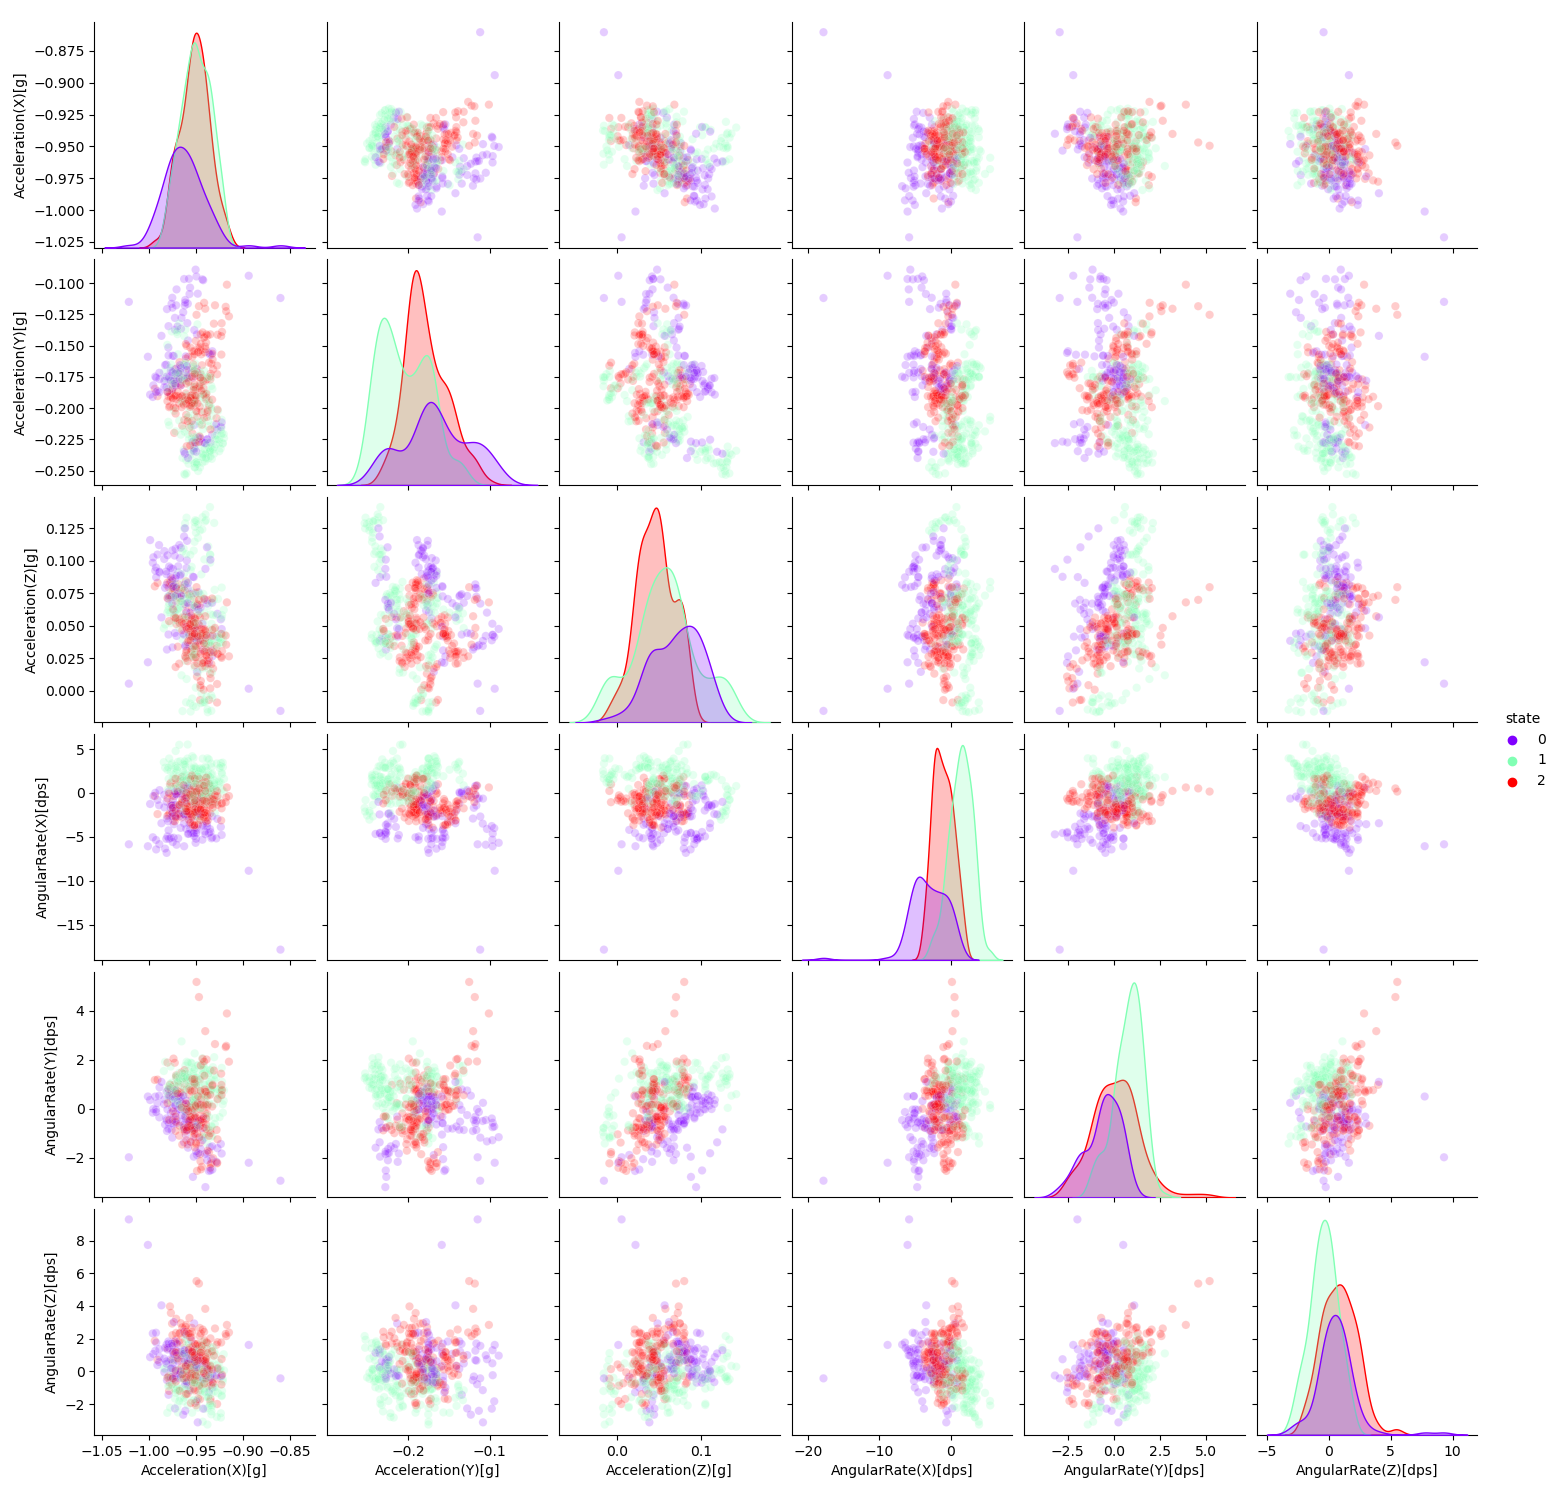 Acceleration(X)[g]
−0.875
−0.900
−0.925
−0.950
−0.975
−1.000
−1.025
Acceleration(Y)[g]
−0.100
−0.125
−0.150
−0.175
−0.200
−0.225
−0.250
Acceleration(Z)[g]
0.125
0.100
0.075
0.050
0.025
0.000
AngularRate(X)[dps]
5
0
−5
−10
−15
state
0
1
2
AngularRate(Y)[dps]
4
2
0
−2
AngularRate(Z)[dps]
8
6
4
2
0
−2
−1.05 −1.00 −0.95 −0.90 −0.85
Acceleration(X)[g]
−0.2 −0.1
Acceleration(Y)[g]
0.0 0.1
Acceleration(Z)[g]
−20 −10 0
AngularRate(X)[dps]
−2.5 0.0 2.5 5.0
AngularRate(Y)[dps]
−5 0 5 10
AngularRate(Z)[dps]